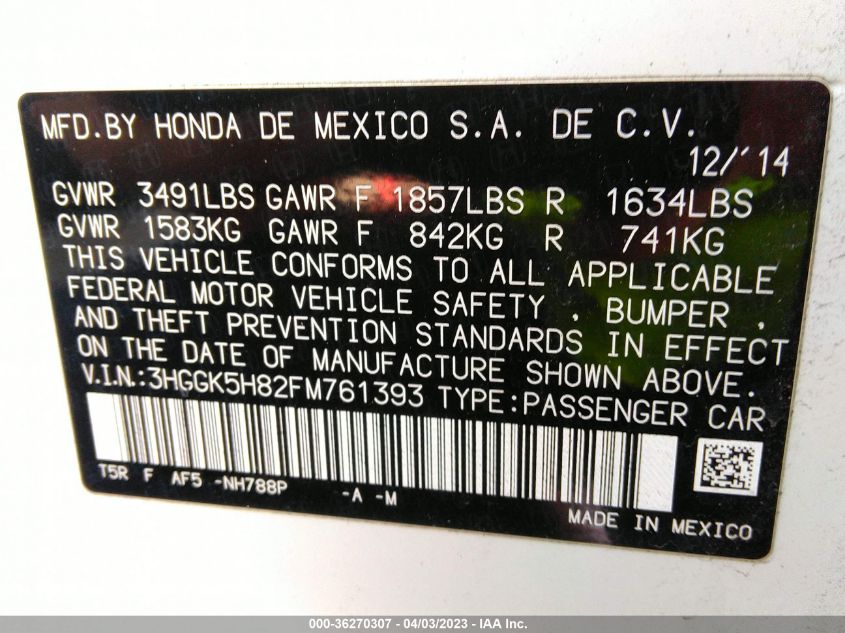 MFD.BY HONDA DE MEXICO S.A. DE C.V.
12/'14
GVWR 3491LBS GAWR F 1857LBS R 1634LBS
GVWR 1583KG GAWR F 842KG R 741KG
THIS VEHICLE CONFORMS TO ALL APPLICABLE
FEDERAL MOTOR VEHICLE SAFETY , BUMPER ,
AND THEFT PREVENTION STANDARDS IN EFFECT
ON THE DATE OF MANUFACTURE SHOWN ABOVE.
V.I.N.:3HGGK5H82FM761393 TYPE:PASSENGER CAR
T5R F AF5 -NH788P -A -M
MADE IN MEXICO
000-36270307 - 04/03/2023 - IAA Inc.